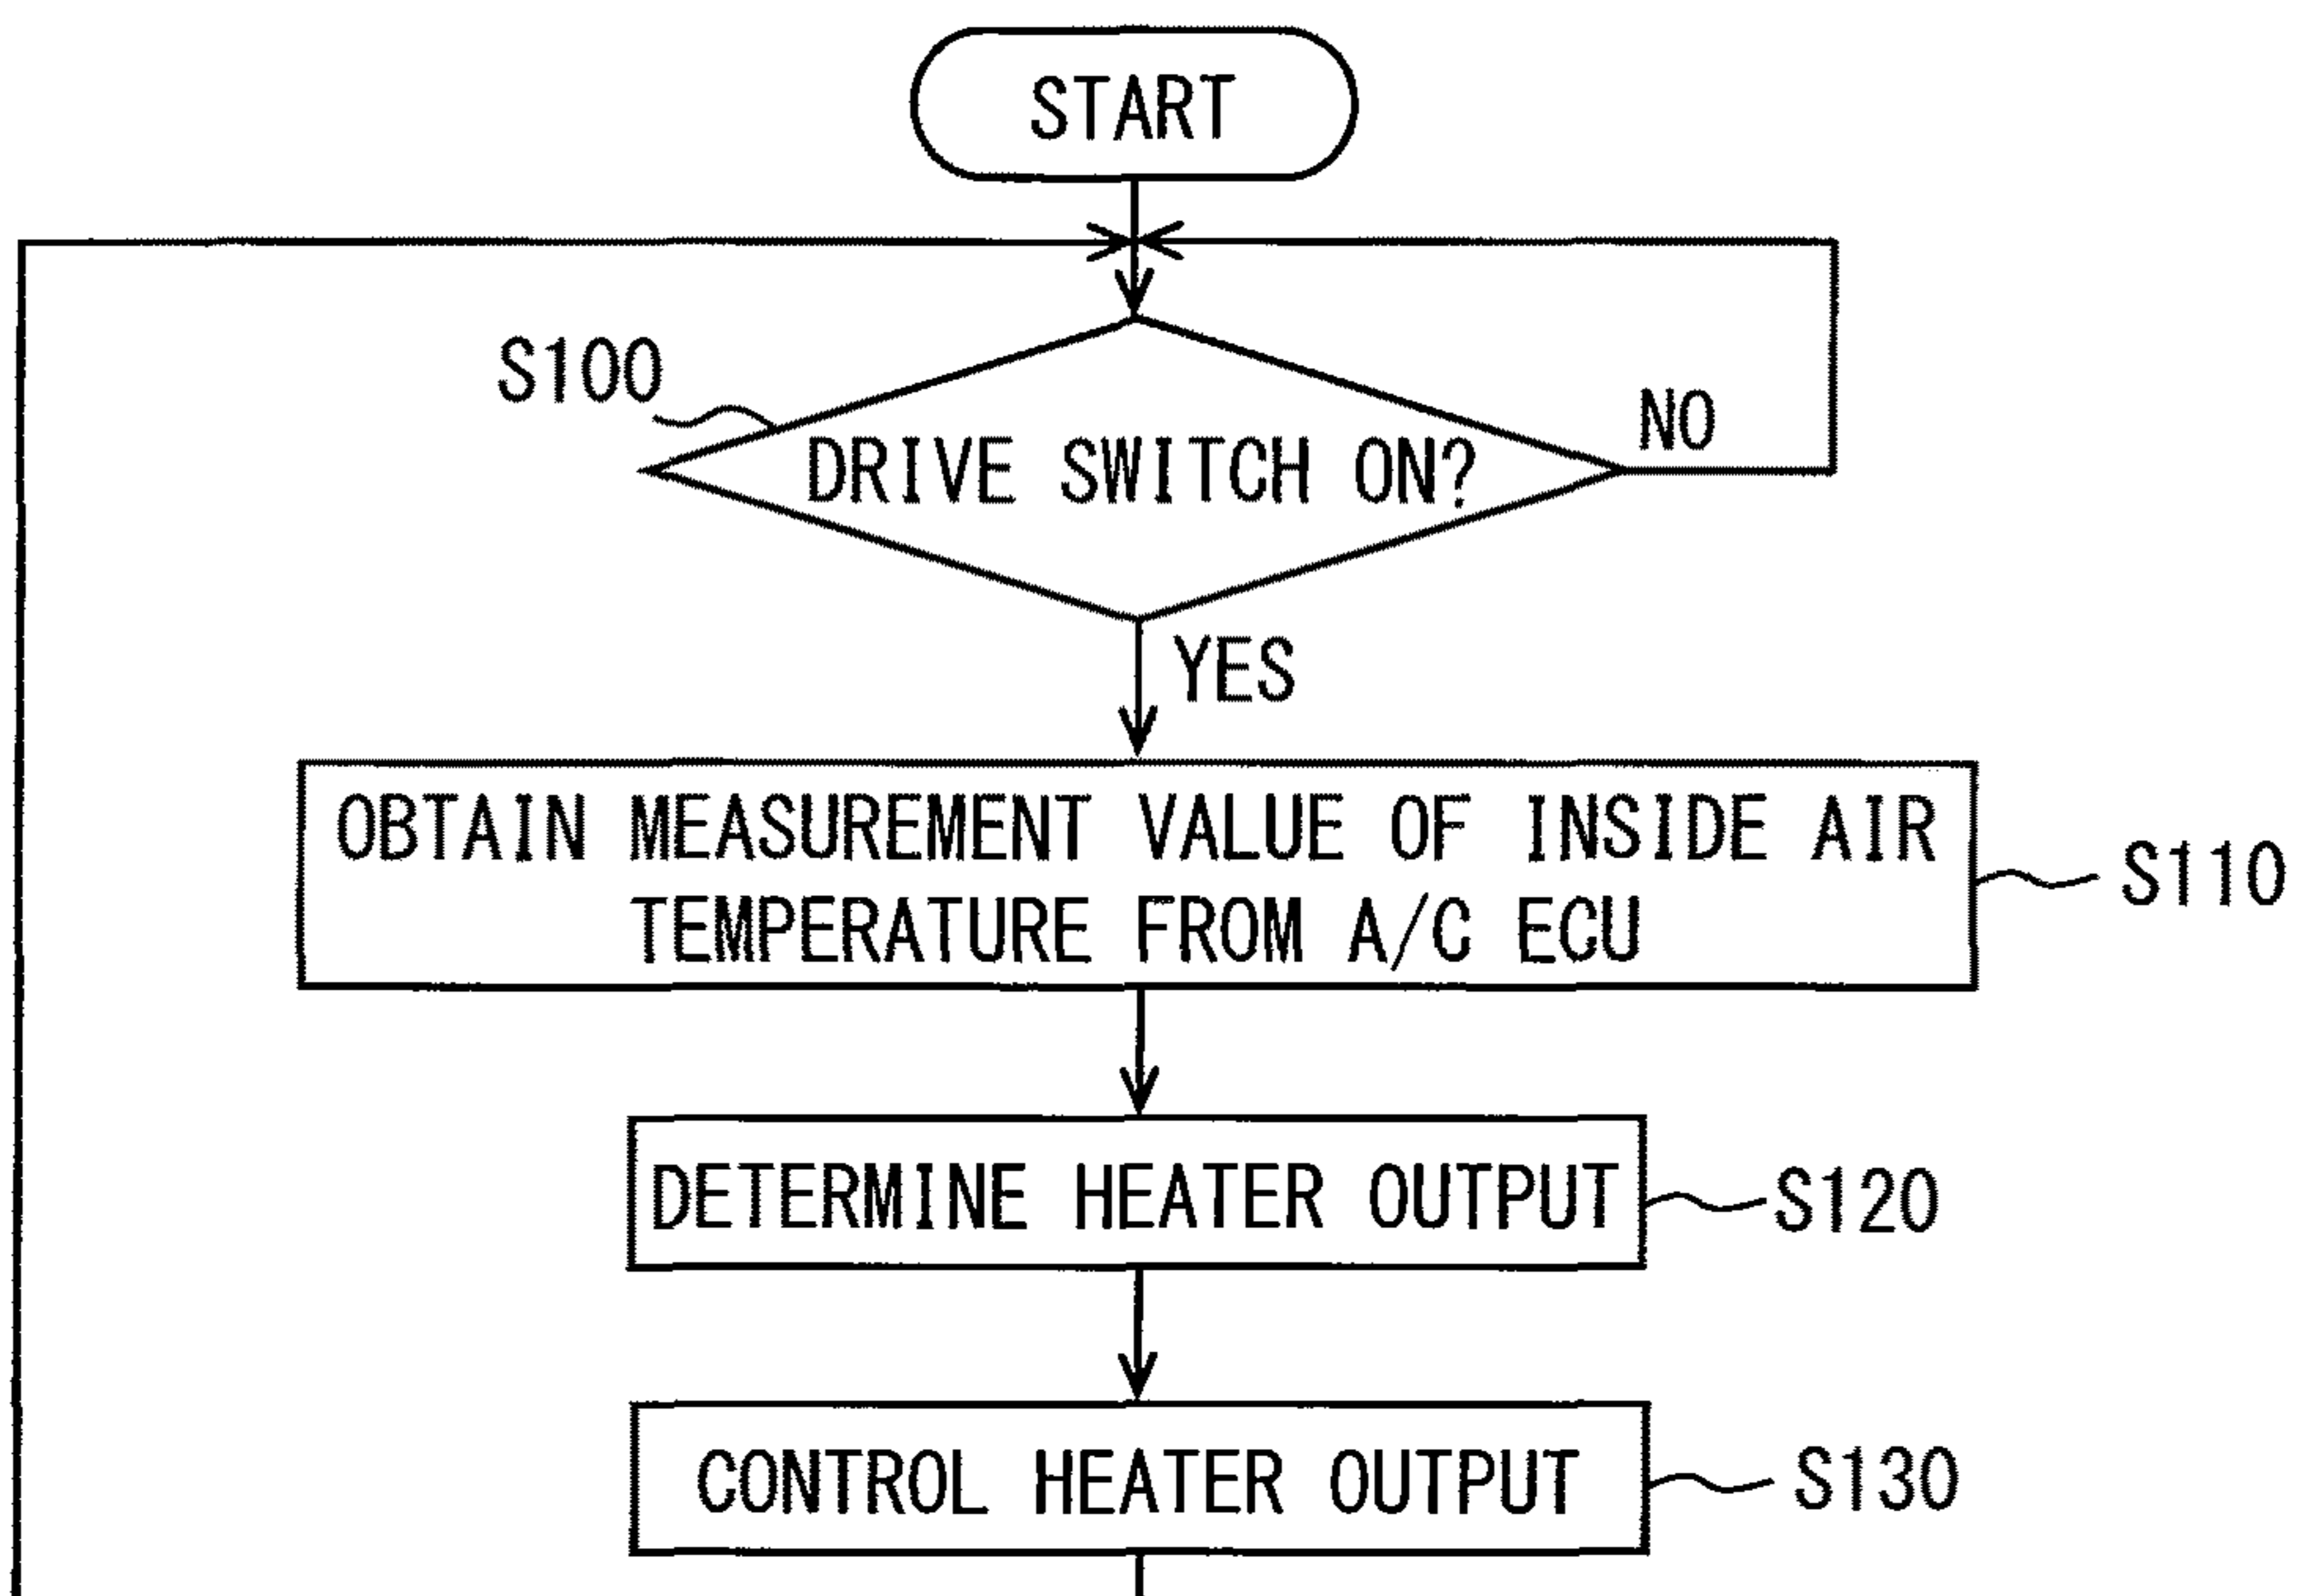 START
S100
DRIVE SWITCH ON?
NO
YES
OBTAIN MEASUREMENT VALUE OF INSIDE AIR
TEMPERATURE FROM A/C ECU
S110
DETERMINE HEATER OUTPUT
S120
CONTROL HEATER OUTPUT
S130